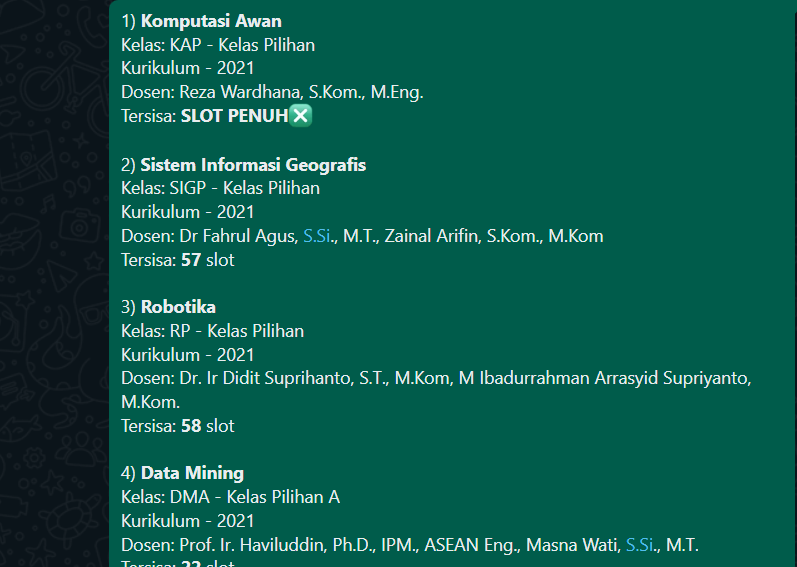 1) Komputasi Awan
Kelas: KAP - Kelas Pilihan
Kurikulum - 2021
Dosen: Reza Wardhana, S.Kom., M.Eng.
Tersisa: SLOT PENUH❎
2) Sistem Informasi Geografis
Kelas: SIGP - Kelas Pilihan
Kurikulum - 2021
Dosen: Dr Fahrul Agus, S.Si., M.T., Zainal Arifin, S.Kom., M.Kom
Tersisa: 57 slot
3) Robotika
Kelas: RP - Kelas Pilihan
Kurikulum - 2021
Dosen: Dr. Ir Didit Suprihanto, S.T., M.Kom, M Ibadurrahman Arrasyid Supriyanto,
M.Kom.
Tersisa: 58 slot
4) Data Mining
Kelas: DMA - Kelas Pilihan A
Kurikulum - 2021
Dosen: Prof. Ir. Haviluddin, Ph.D., IPM., ASEAN Eng., Masna Wati, S.Si., M.T.
Tersisa: 22 slot